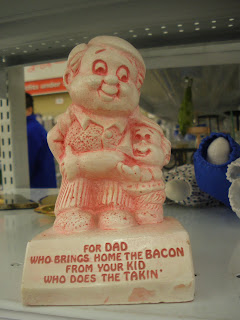 FOR DAD
WHO BRINGS HOME THE BACON
FROM YOUR KID
WHO DOES THE TAKIN'